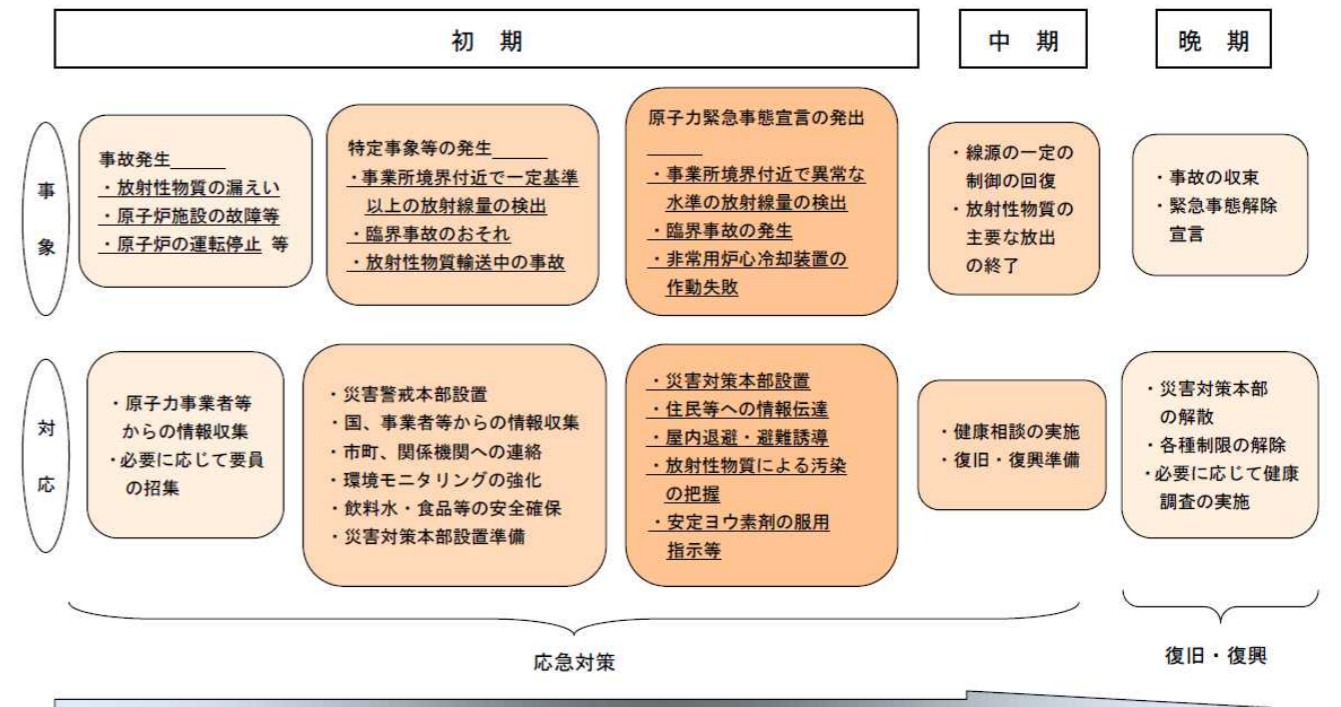 初　期
中　期
晩　期
事
象
事故発生
・放射性物質の漏えい
・原子炉施設の故障等
・原子炉の運転停止 等
特定事象等の発生
・事業所境界付近で一定基準
以上の放射線量の検出
・臨界事故のおそれ
・放射性物質輸送中の事故
原子力緊急事態宣言の発出
・事業所境界付近で異常な
水準の放射線量の検出
・臨界事故の発生
・非常用炉心冷却装置の
作動失敗
・線源の一定の
制御の回復
・放射性物質の
主要な放出
の終了
・事故の収束
・緊急事態解除
宣言
対
応
・原子力事業者等
からの情報収集
・必要に応じて要員
の招集
・災害警戒本部設置
・国、事業者等からの情報収集
・市町、関係機関への連絡
・環境モニタリングの強化
・飲料水・食品等の安全確保
・災害対策本部設置準備
・災害対策本部設置
・住民等への情報伝達
・屋内退避・避難誘導
・放射性物質による汚染
の把握
・安定ヨウ素剤の服用
指示等
・健康相談の実施
・復旧・復興準備
・災害対策本部
の解散
・各種制限の解除
・必要に応じて健康
調査の実施
応急対策
復旧・復興